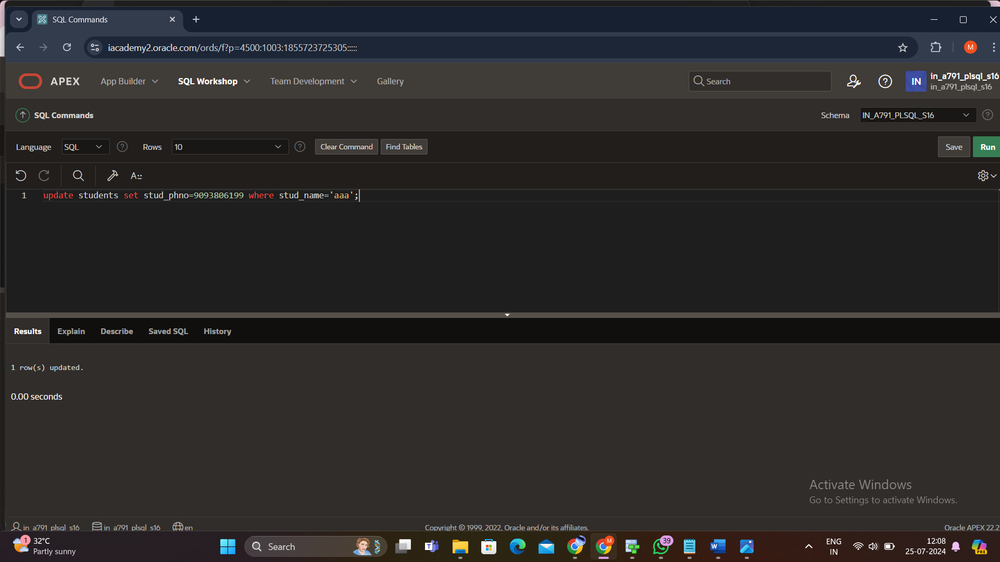 SQL Commands
iacademy2.oracle.com/ords/f?p=4500:1003:1855723725305:::::
M
APEX App Builder SQL Workshop Team Development Gallery Search IN in_a791_plsql_s16
in_a791_plsql_s16
SQL Commands Schema IN_A791_PLSQL_S16
Language SQL Rows 10 Clear Command Find Tables Save Run
A::
1 update students set stud_phno=9093806199 where stud_name='aaa';
Results Explain Describe Saved SQL History
1 row(s) updated.
0.00 seconds
Activate Windows
Go to Settings to activate Windows.
in_a791_plsql_s16 in_a791_plsql_s16 en Copyright © 1999, 2022, Oracle and/or its affiliates. Oracle APEX 22.2
1 32°C
Partly sunny
Search
M
39
W
ENG
IN
12:08
25-07-2024
PRE